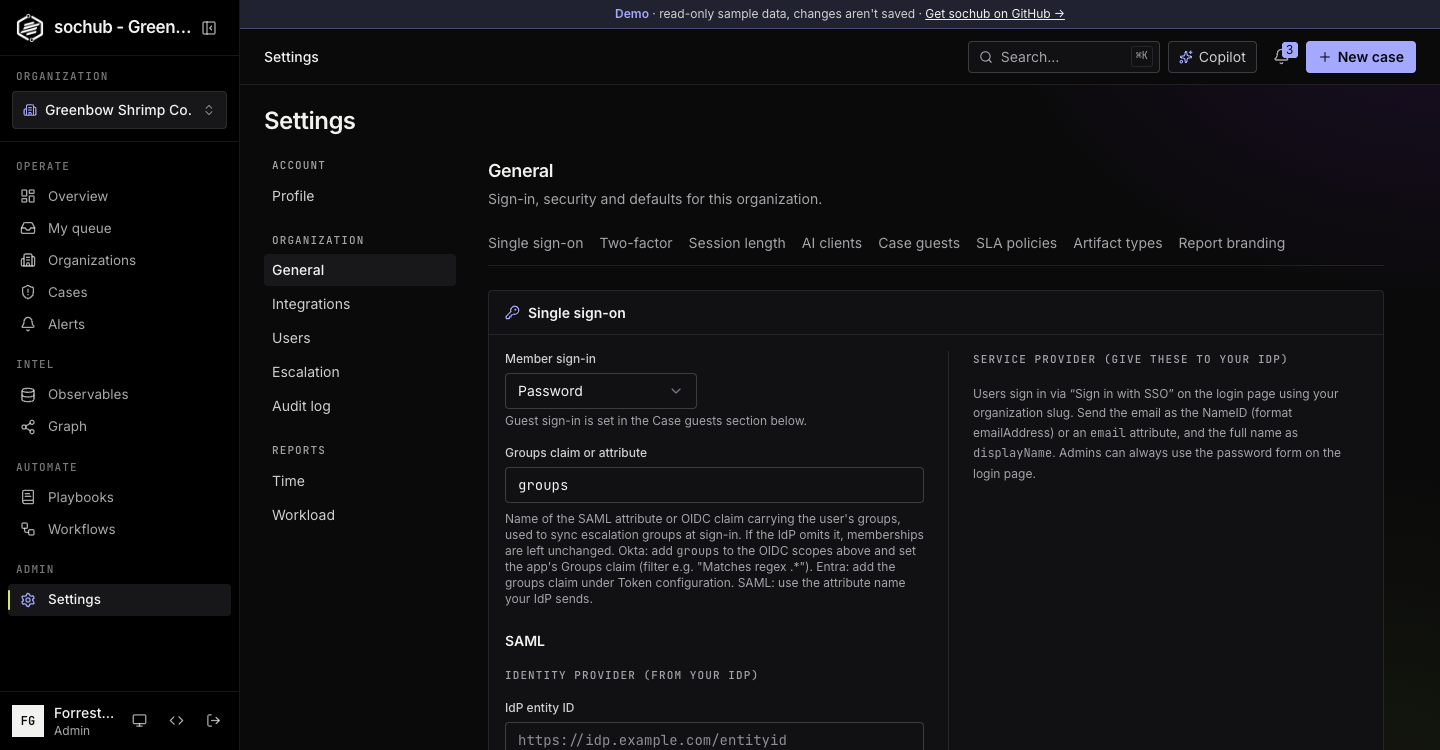 sochub - Green...
ORGANIZATION
Greenbow Shrimp Co.
OPERATE
Overview
My queue
Organizations
Cases
Alerts
INTEL
Observables
Graph
AUTOMATE
Playbooks
Workflows
ADMIN
Settings
FG
Forrest...
Admin
Demo · read-only sample data, changes aren't saved · Get sochub on GitHub →
Settings
Search...
⌘K
Copilot
3
+ New case
Settings
ACCOUNT
Profile
ORGANIZATION
General
Integrations
Users
Escalation
Audit log
REPORTS
Time
Workload
General
Sign-in, security and defaults for this organization.
Single sign-on Two-factor Session length AI clients Case guests SLA policies Artifact types Report branding
Single sign-on
Member sign-in
Password
Guest sign-in is set in the Case guests section below.
Groups claim or attribute
groups
Name of the SAML attribute or OIDC claim carrying the user's groups,
used to sync escalation groups at sign-in. If the IdP omits it, memberships
are left unchanged. Okta: add groups to the OIDC scopes above and set
the app's Groups claim (filter e.g. "Matches regex .*"). Entra: add the
groups claim under Token configuration. SAML: use the attribute name
your IdP sends.
SAML
IDENTITY PROVIDER (FROM YOUR IDP)
IdP entity ID
https://idp.example.com/entityid
SERVICE PROVIDER (GIVE THESE TO YOUR IDP)
Users sign in via “Sign in with SSO” on the login page using your
organization slug. Send the email as the NameID (format
emailAddress) or an email attribute, and the full name as
displayName. Admins can always use the password form on the
login page.